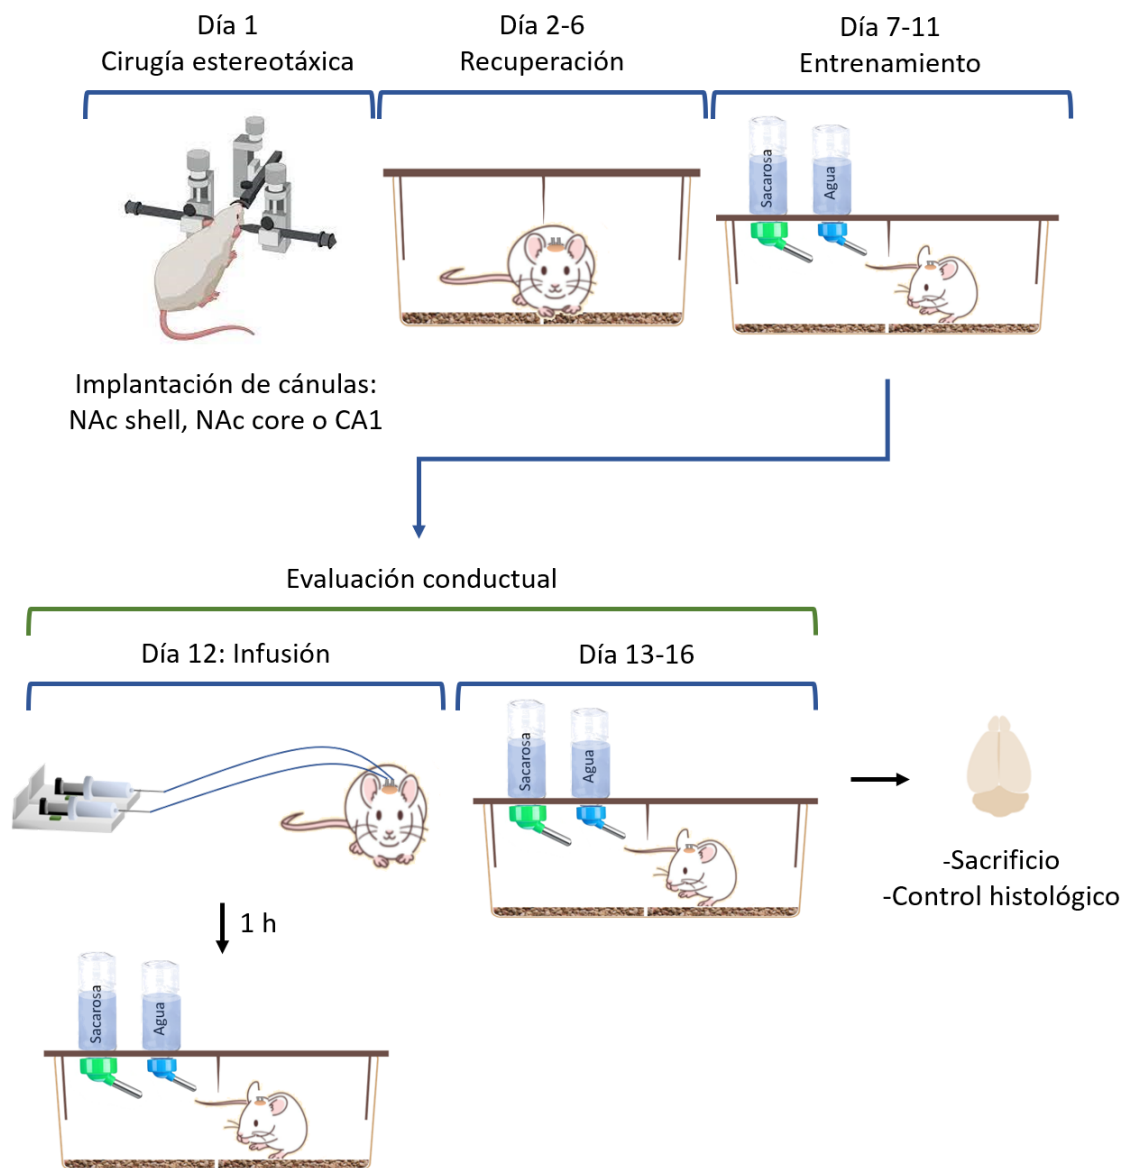 Día 1
Cirugía estereotáxica
Día 2-6
Recuperación
Día 7-11
Entrenamiento
Sacarosa
Agua
Implantación de cánulas:
NAc shell, NAc core o CA1
Evaluación conductual
Día 12: Infusión
Día 13-16
Sacarosa
Agua
-Sacrificio
-Control histológico
1 h
Sacarosa
Agua